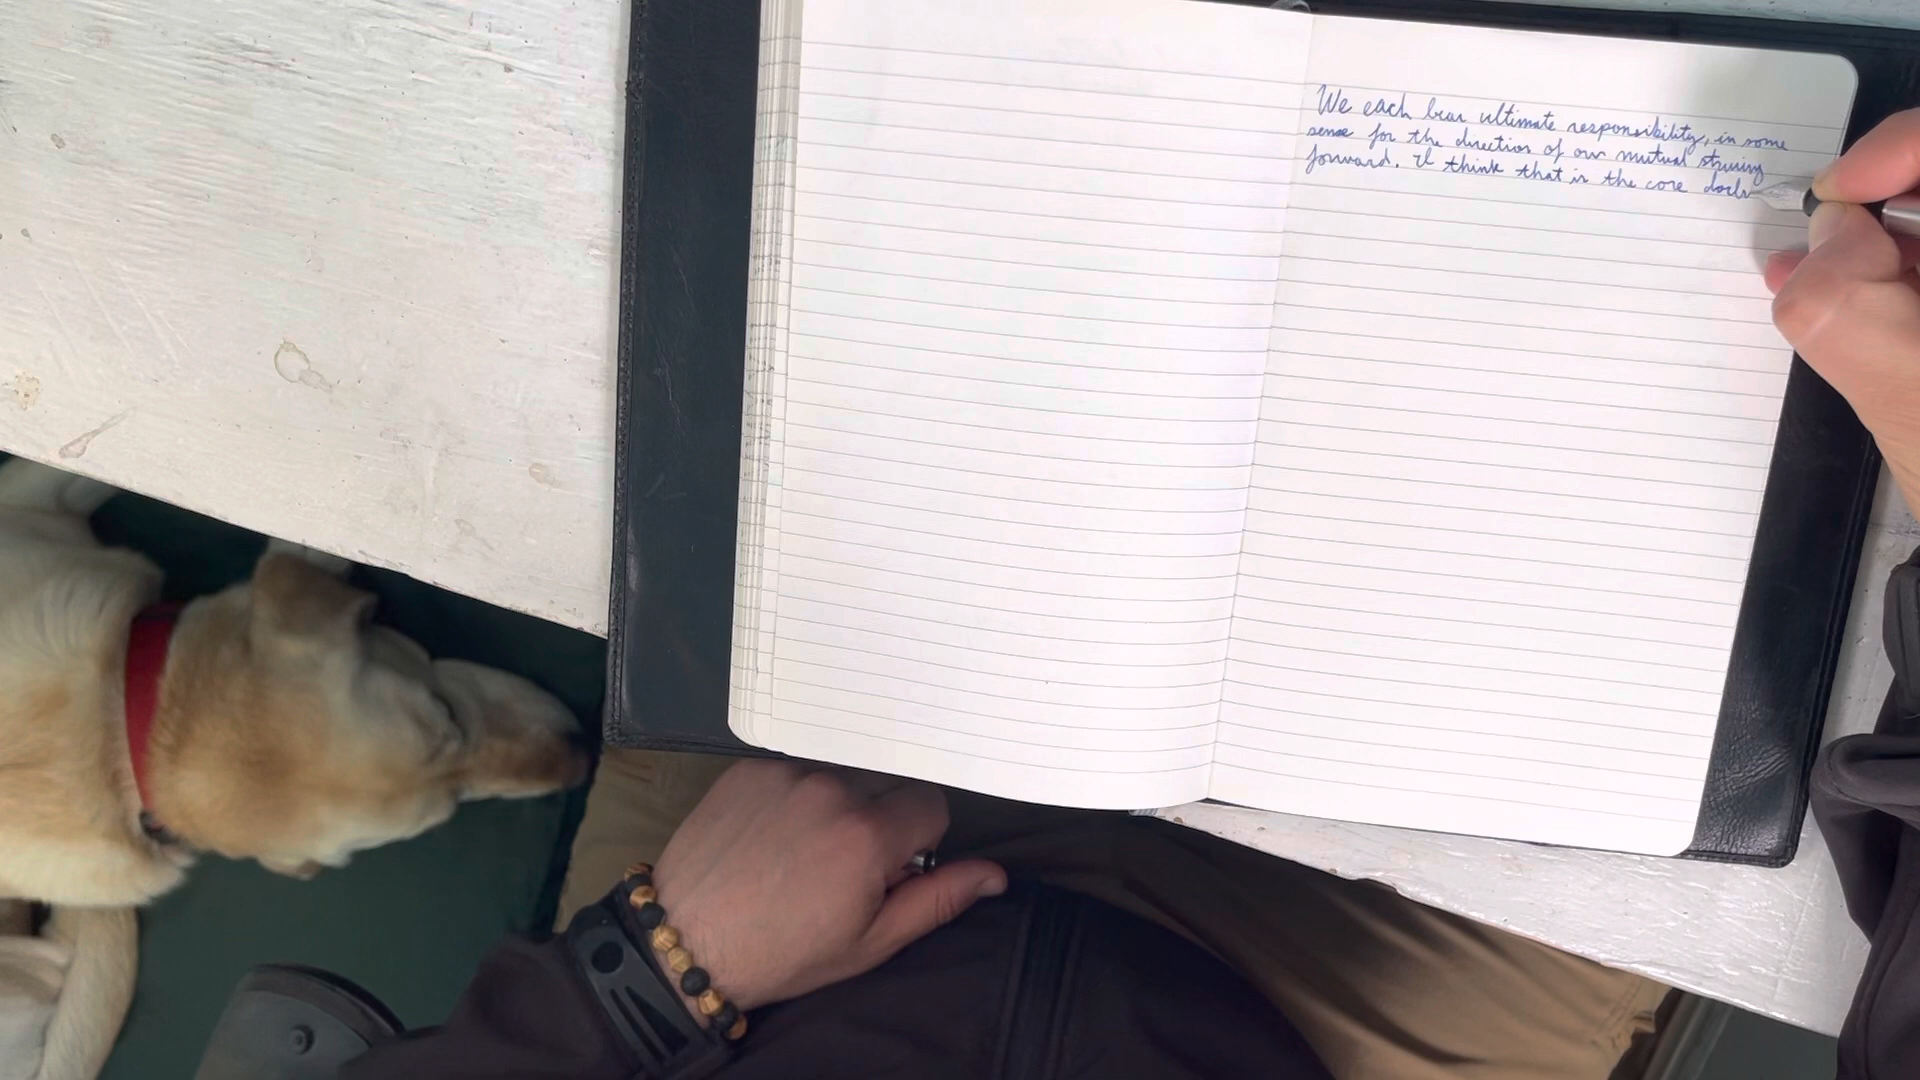 We each bear ultimate responsibility, in some
sense for the direction of our mutual striving
forward. I think that is the core